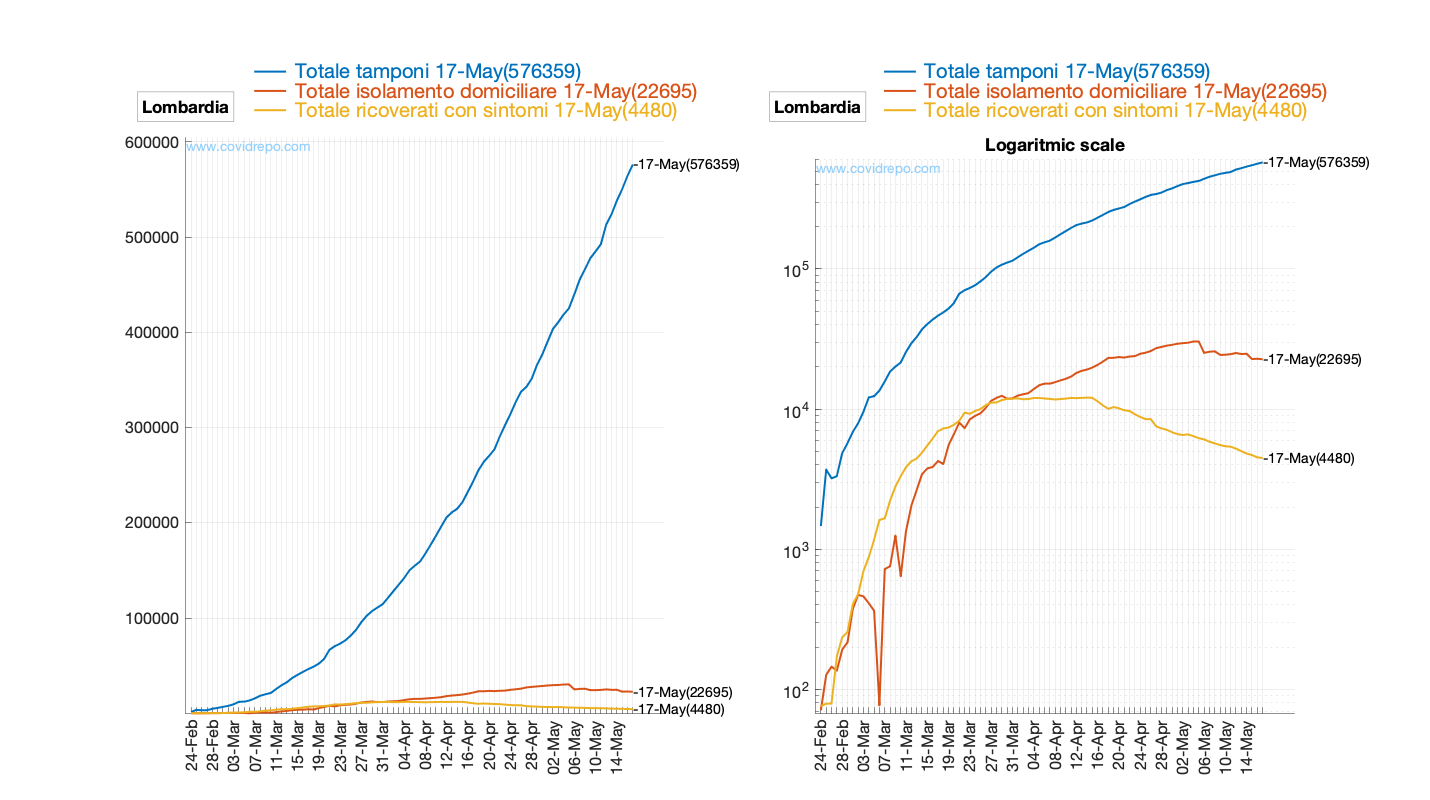 Totale tamponi 17-May(576359)
Totale isolamento domiciliare 17-May(22695)
Totale ricoverati con sintomi 17-May(4480)
Lombardia
www.covidrepo.com
600000
500000
400000
300000
200000
100000
-17-May(576359)
-17-May(22695)
-17-May(4480)
24-Feb
28-Feb
03-Mar
07-Mar
11-Mar
15-Mar
19-Mar
23-Mar
27-Mar
31-Mar
04-Apr
08-Apr
12-Apr
16-Apr
20-Apr
24-Apr
28-Apr
02-May
06-May
10-May
14-May
Totale tamponi 17-May(576359)
Totale isolamento domiciliare 17-May(22695)
Totale ricoverati con sintomi 17-May(4480)
Lombardia
Logaritmic scale
www.covidrepo.com
10^5
10^4
10^3
10^2
-17-May(576359)
-17-May(22695)
-17-May(4480)
24-Feb
28-Feb
03-Mar
07-Mar
11-Mar
15-Mar
19-Mar
23-Mar
27-Mar
31-Mar
04-Apr
08-Apr
12-Apr
16-Apr
20-Apr
24-Apr
28-Apr
02-May
06-May
10-May
14-May